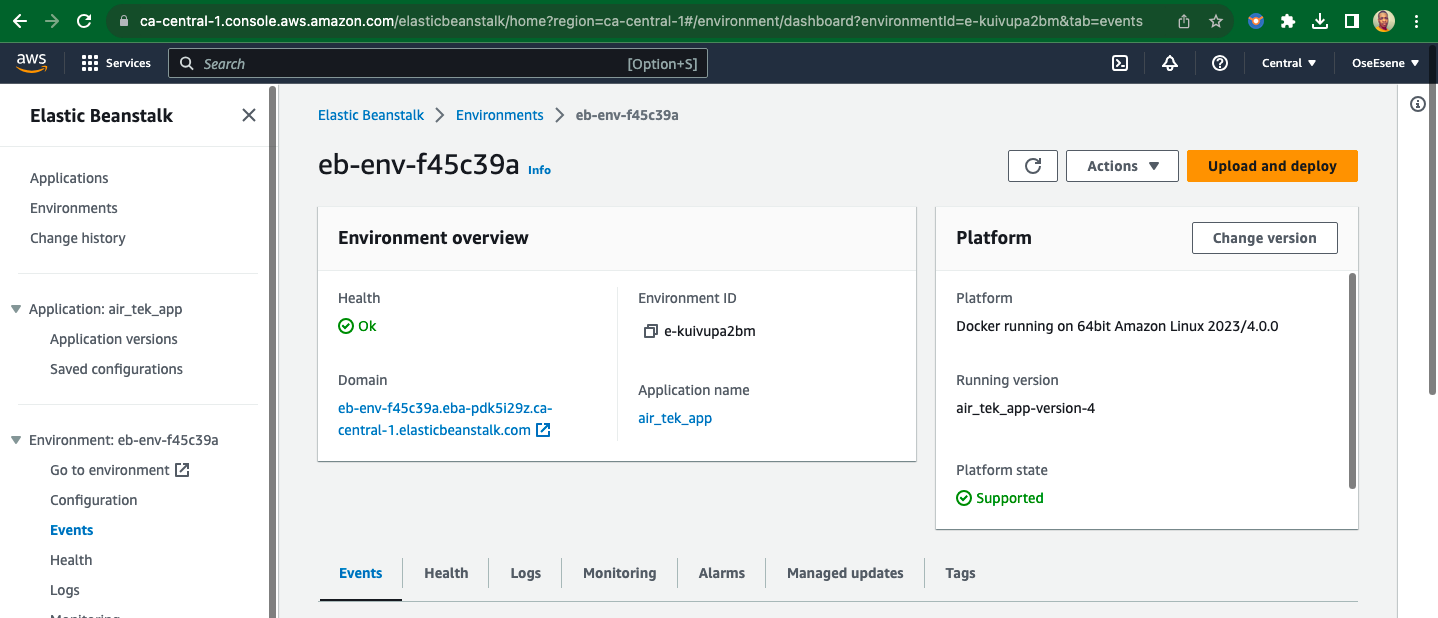 ca-central-1.console.aws.amazon.com/elasticbeanstalk/home?region=ca-central-1#/environment/dashboard?environmentId=e-kuivupa2bm&tab=events
aws
Services
Search
[Option+S]
Central
OseEsene
Elastic Beanstalk
Applications
Environments
Change history
Application: air_tek_app
Application versions
Saved configurations
Environment: eb-env-f45c39a
Go to environment
Configuration
Events
Health
Logs
Monitoring
Elastic Beanstalk
Environments
eb-env-f45c39a
eb-env-f45c39a Info
Actions
Upload and deploy
Environment overview
Health
Ok
Domain
eb-env-f45c39a.eba-pdk5i29z.ca-
central-1.elasticbeanstalk.com
Environment ID
e-kuivupa2bm
Application name
air_tek_app
Platform
Change version
Platform
Docker running on 64bit Amazon Linux 2023/4.0.0
Running version
air_tek_app-version-4
Platform state
Supported
Events
Health
Logs
Monitoring
Alarms
Managed updates
Tags